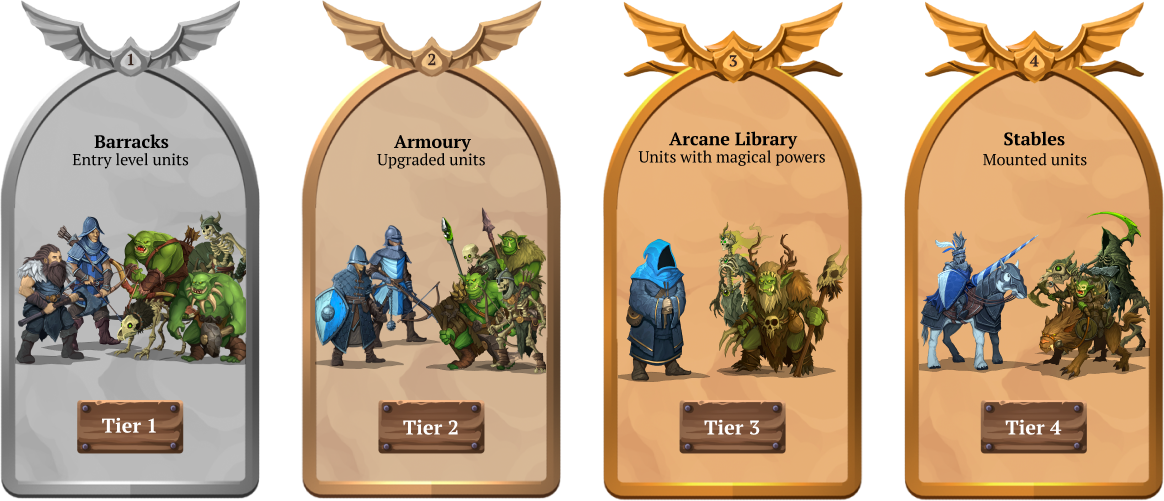 1
Barracks
Entry level units
Tier 1
2
Armoury
Upgraded units
Tier 2
3
Arcane Library
Units with magical powers
Tier 3
4
Stables
Mounted units
Tier 4